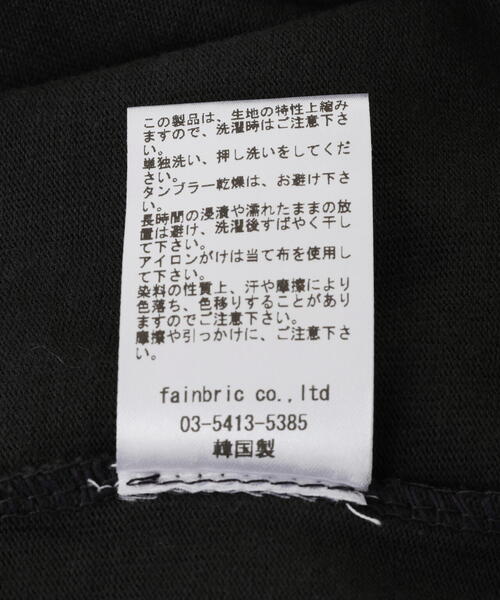 この製品は、生地の特性上縮み
ますので、洗濯時はご注意下さ
い。
単独洗い、押し洗いをしてくだ
さい。
タンブラー乾燥は、お避け下さ
い。
長時間の浸漬や濡れたままの放
置は避け、洗濯後すばやく干し
て下さい。
アイロンがけは当て布を使用し
て下さい。
染料の性質上、汗や摩擦により
色落ち、色移りすることがあり
ますのでご注意下さい。
摩擦や引っかけに、ご注意下さ
い。
fainbric co.,ltd
03-5413-5385
韓国製